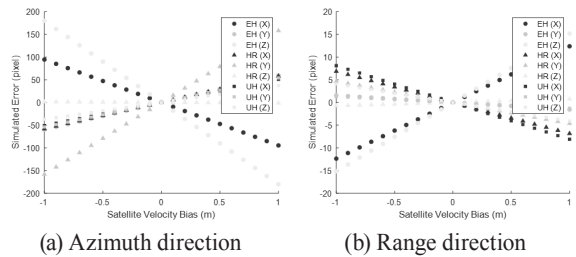 200
150
100
50
0
-50
-100
-150
-200
-1
-0.5
0
0.5
1
Simulated Error (pixel)
Satellite Velocity Bias (m)
EH (X)
EH (Y)
EH (Z)
HR (X)
HR (Y)
HR (Z)
UH (X)
UH (Y)
UH (Z)
(a) Azimuth direction
20
15
10
5
0
-5
-10
-15
-20
-1
-0.5
0
0.5
1
Simulated Error (pixel)
Satellite Velocity Bias (m)
EH (X)
EH (Y)
EH (Z)
HR (X)
HR (Y)
HR (Z)
UH (X)
UH (Y)
UH (Z)
(b) Range direction